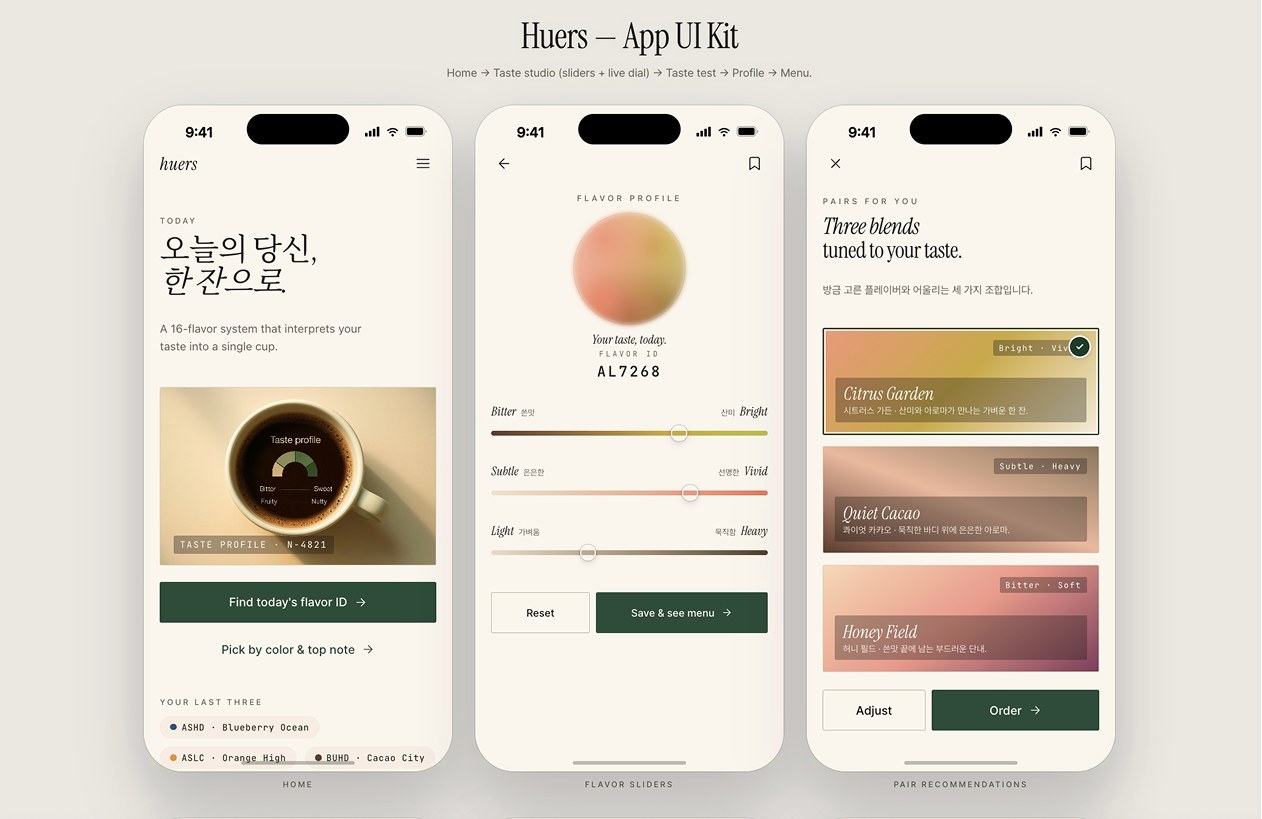 Huers — App UI Kit
Home → Taste studio (sliders + live dial) → Taste test → Profile → Menu.
9:41
huers
TODAY
오늘의 당신,
한 잔으로.
A 16-flavor system that interprets your
taste into a single cup.
Taste profile
Bitter Sweet
Fruity Nutty
TASTE PROFILE · N-4821
Find today's flavor ID →
Pick by color & top note →
YOUR LAST THREE
ASHD · Blueberry Ocean
ASLC · Orange High
BUHD · Cacao City
HOME
9:41
FLAVOR PROFILE
Your taste, today.
FLAVOR ID
AL7268
Bitter 쓴맛 산미 Bright
Subtle 은은한 선명한 Vivid
Light 가벼움 묵직함 Heavy
Reset
Save & see menu →
FLAVOR SLIDERS
9:41
PAIRS FOR YOU
Three blends
tuned to your taste.
방금 고른 플레이버와 어울리는 세 가지 조합입니다.
Bright ·
Citrus Garden
시트러스 가든 · 산미와 아로마가 만나는 가벼운 한 잔.
Subtle · Heavy
Quiet Cacao
콰이엇 카카오 · 묵직한 바디 위에 은은한 아로마.
Bitter · Soft
Honey Field
허니 필드 · 쓴맛 끝에 남는 부드러운 단내.
Adjust
Order →
PAIR RECOMMENDATIONS